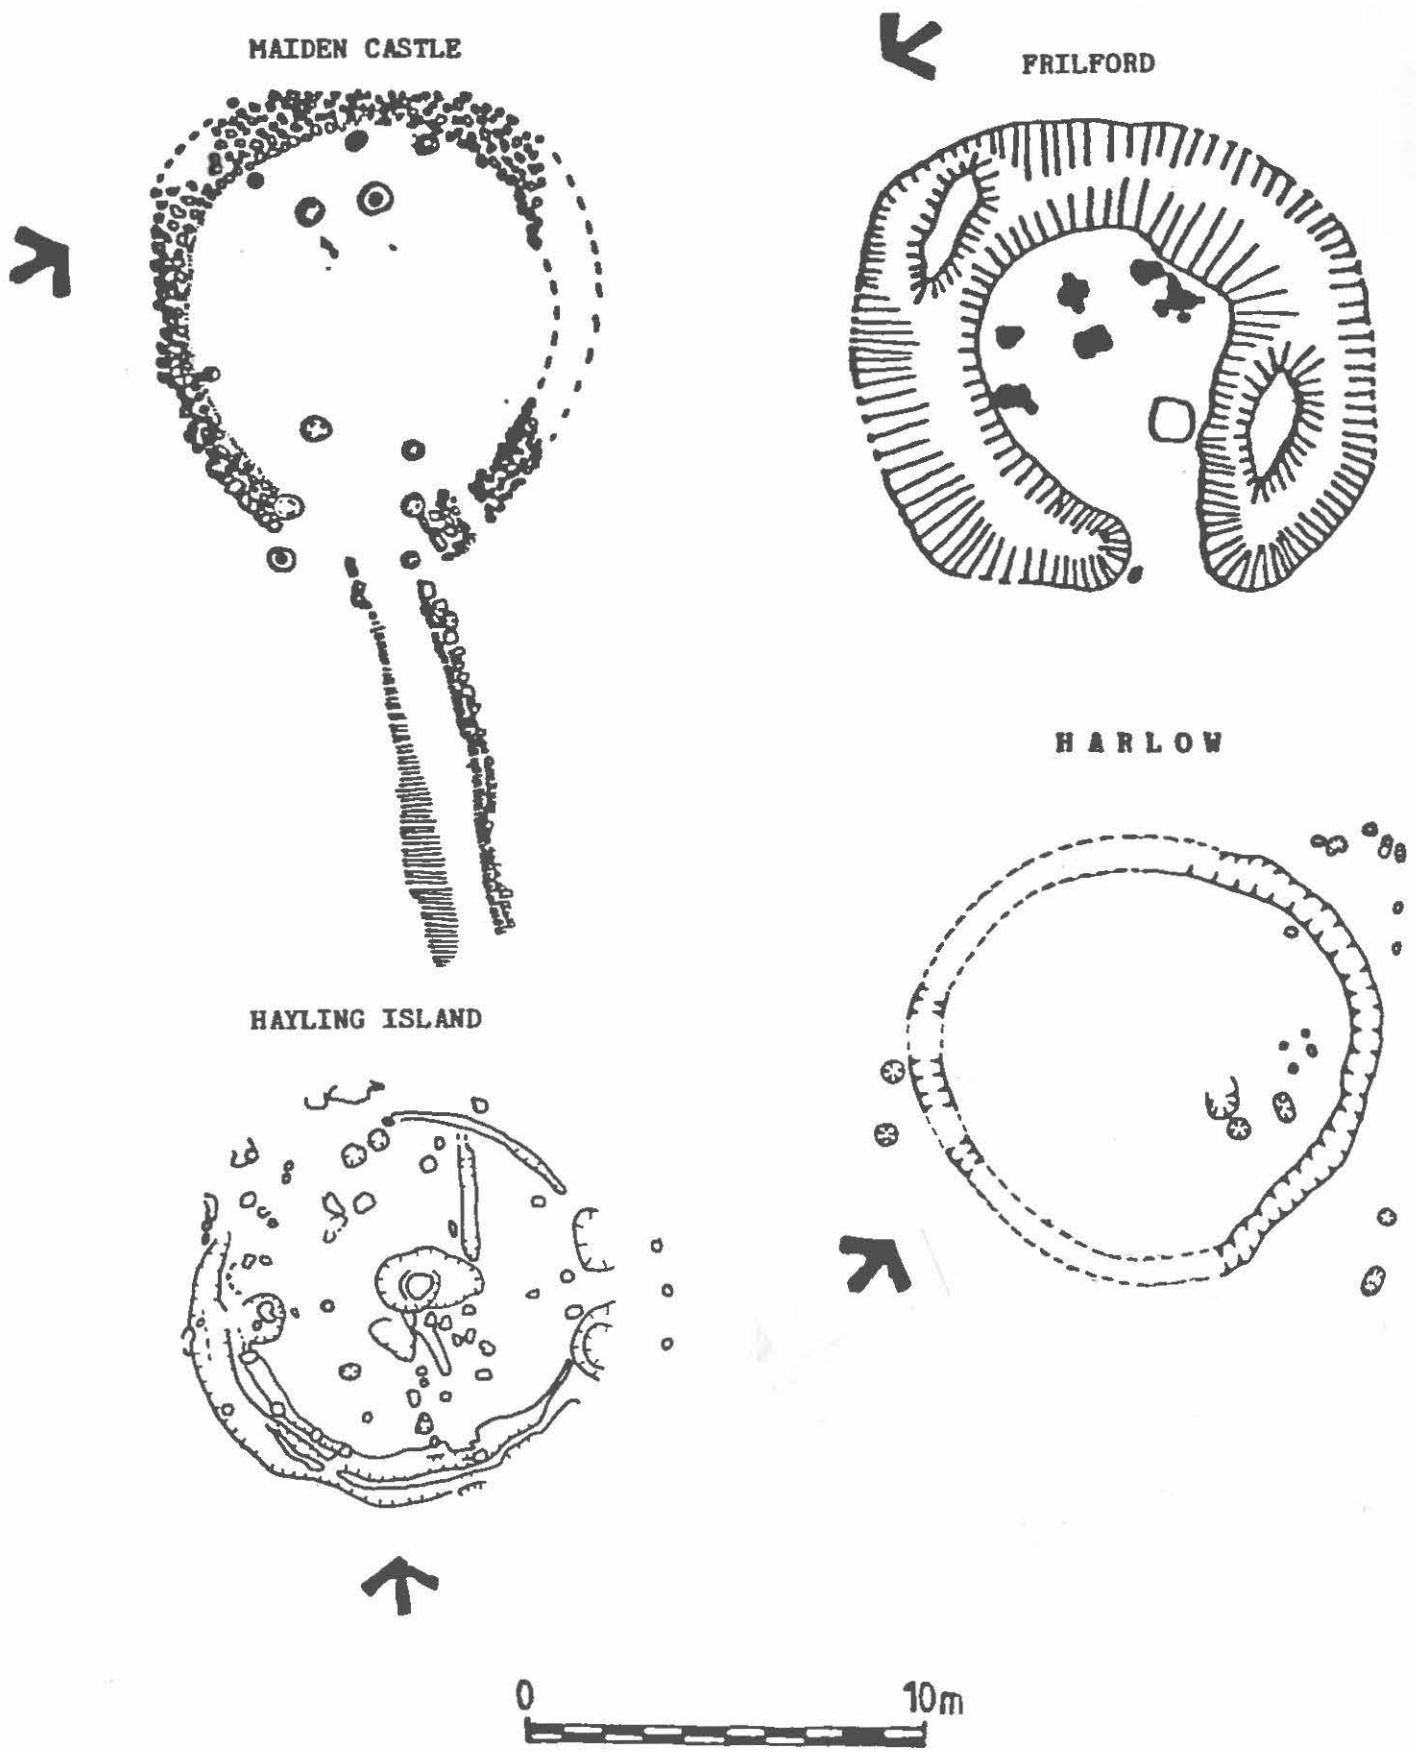 MAIDEN CASTLE
FRILFORD
HARLOW
HAYLING ISLAND
0 10m